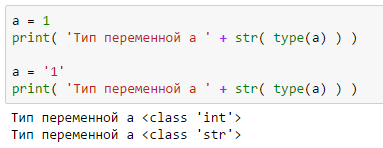 a = 1
print( 'Тип переменной a ' + str( type(a) ) )
a = '1'
print( 'Тип переменной a ' + str( type(a) ) )
Тип переменной a <class 'int'>
Тип переменной a <class 'str'>